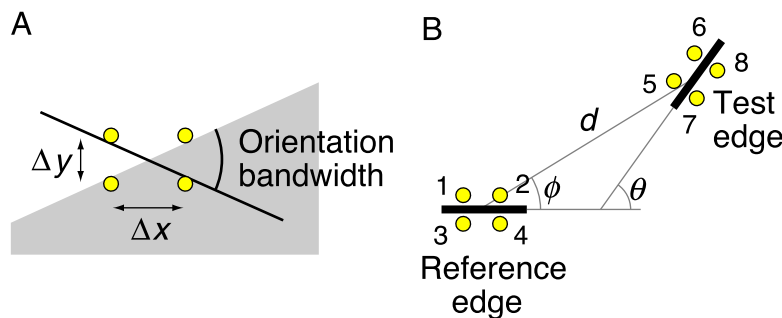 A
Δy
Δx
Orientation
bandwidth
B
6
8
5
7
Test
edge
d
1
2
ϕ
θ
3
4
Reference
edge